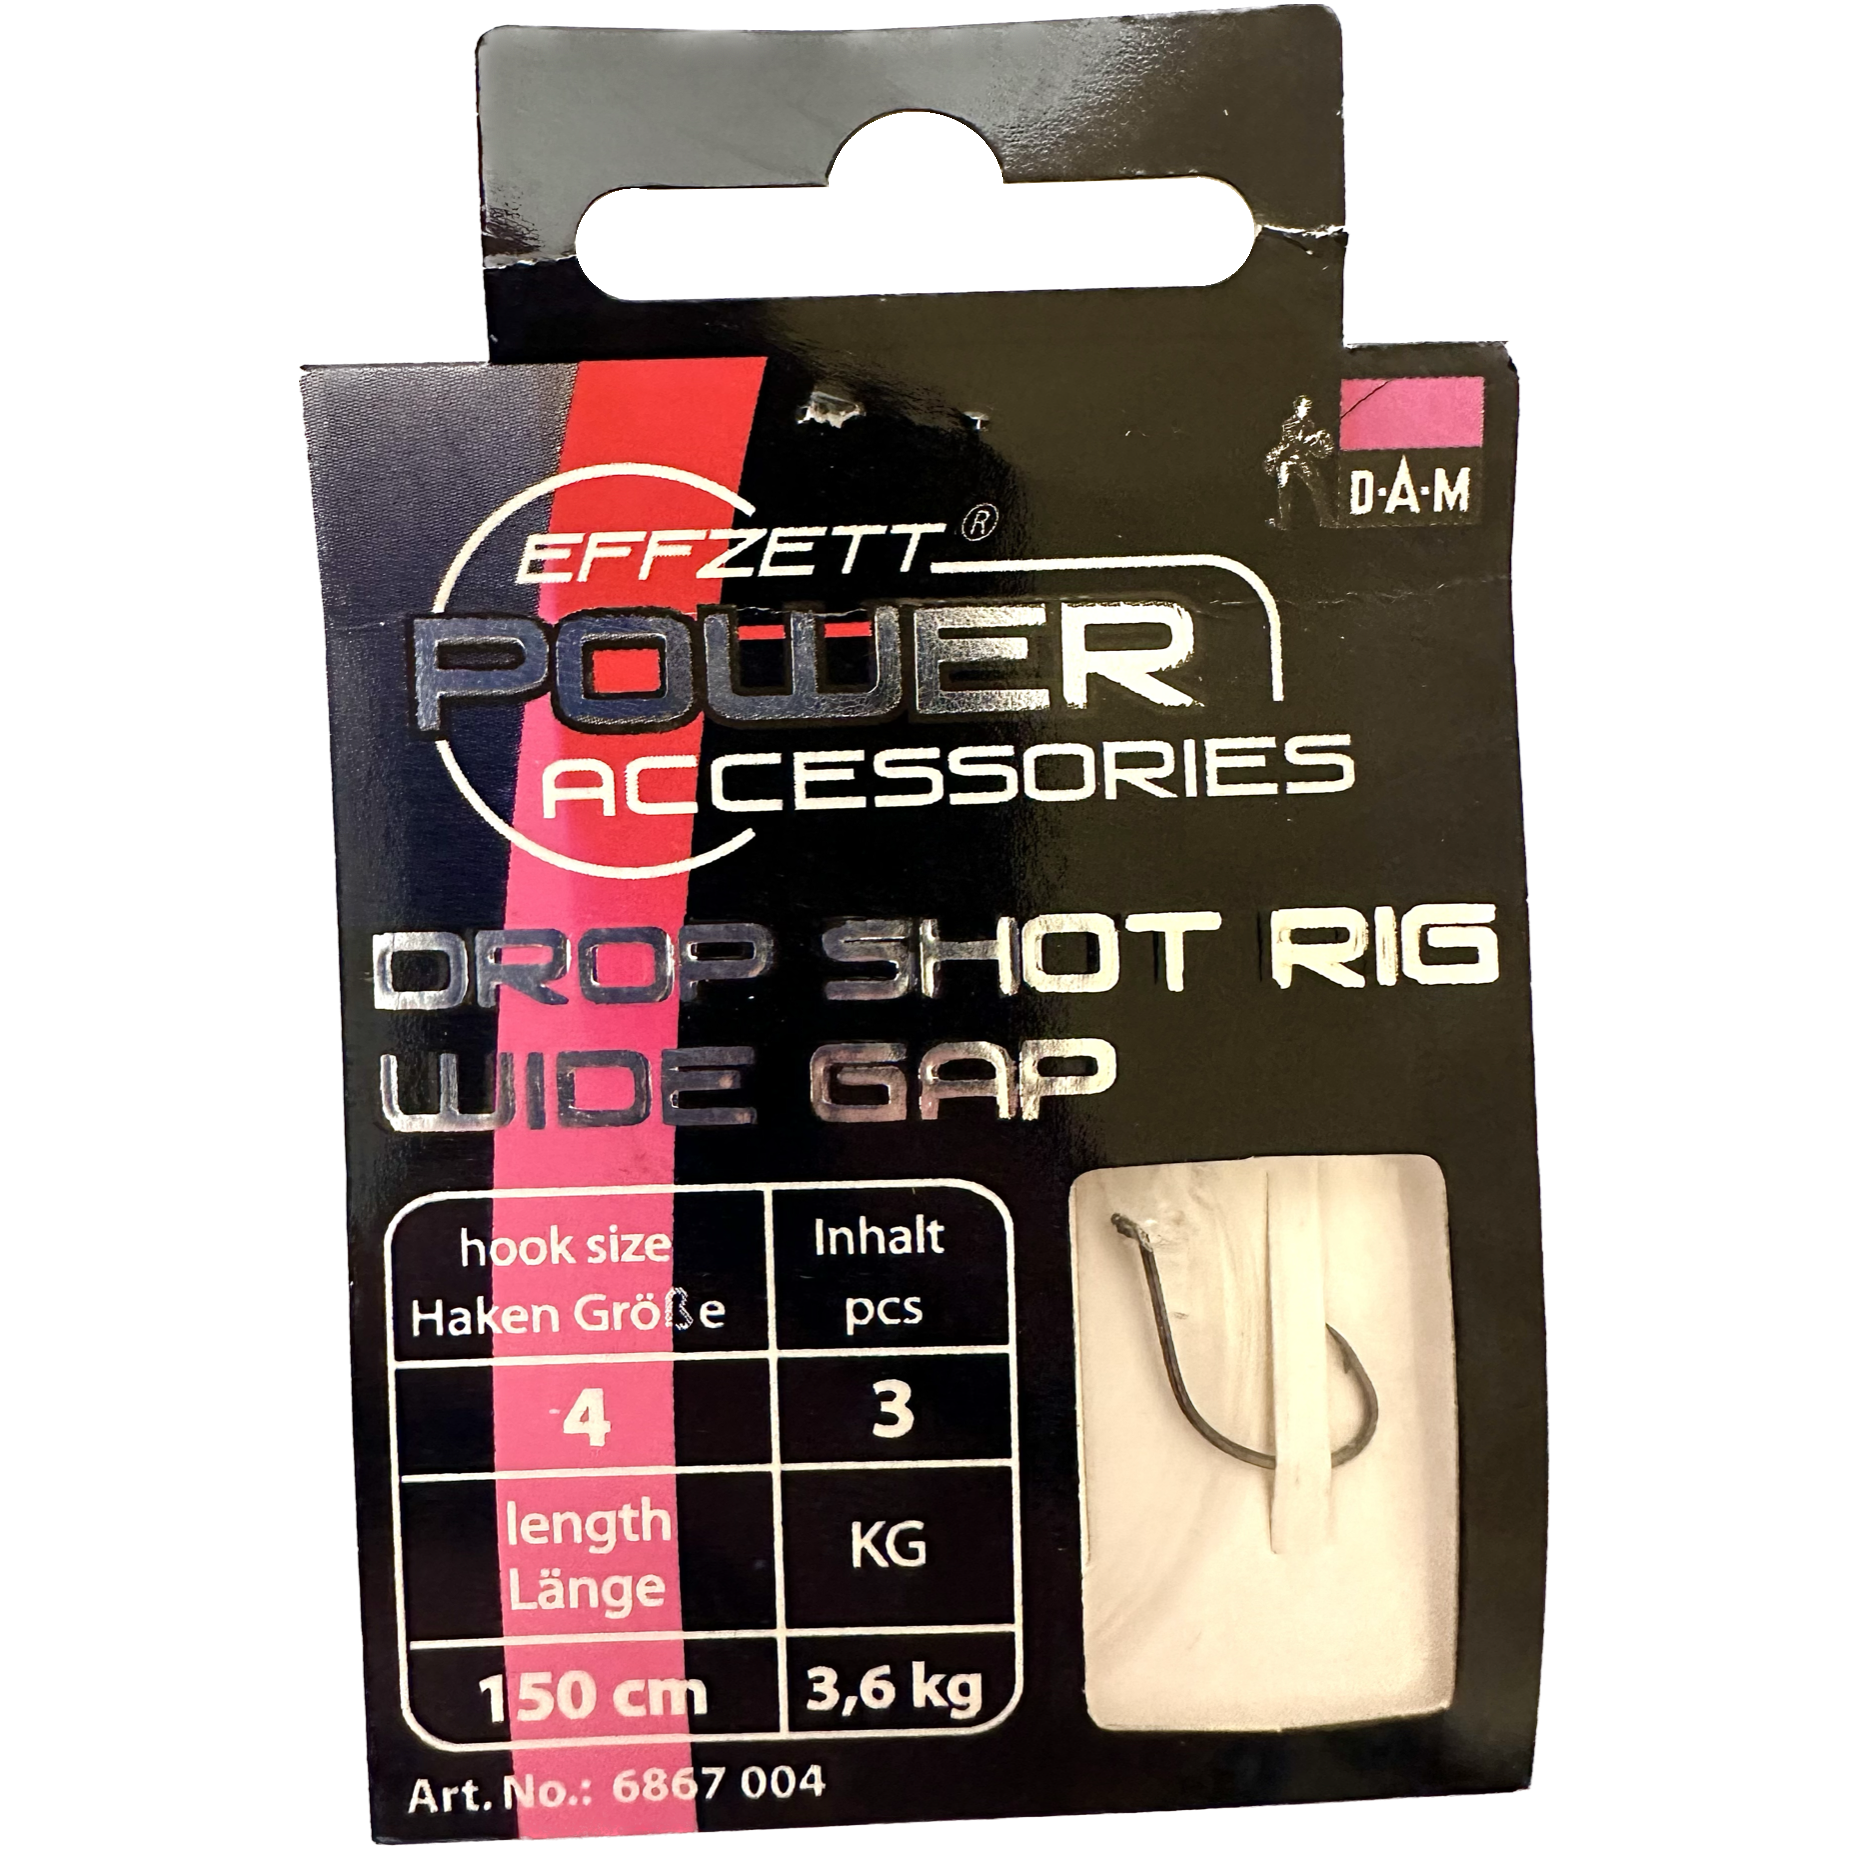 D·A·M
EFFZETT®
POWER
ACCESSORIES
DROP SHOT RIG
WIDE GAP
hook size
Haken Größe
Inhalt
pcs
4
3
length
Länge
KG
150 cm
3,6 kg
Art. No.: 6867 004